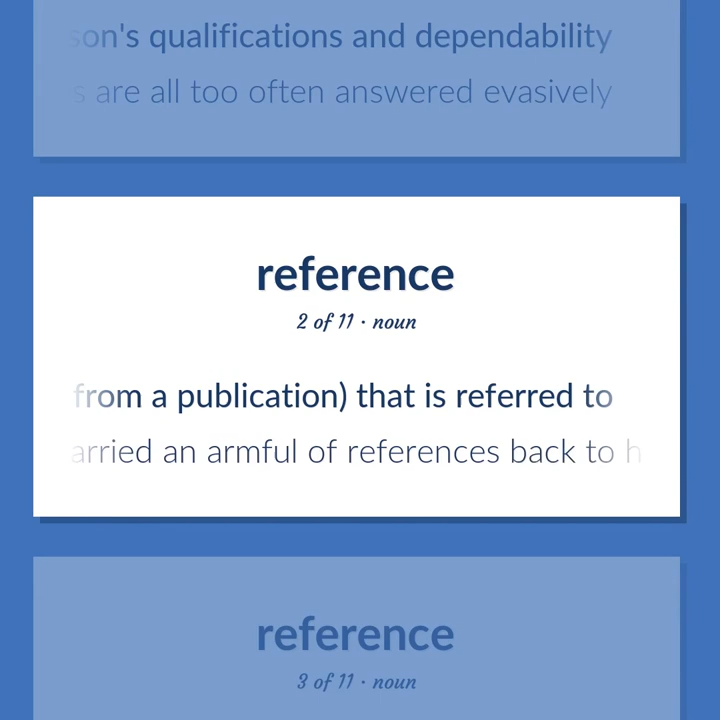 son's qualifications and dependability
s are all too often answered evasively
reference
2 of 11 · noun
from a publication) that is referred to
arried an armful of references back to h
reference
3 of 11 · noun